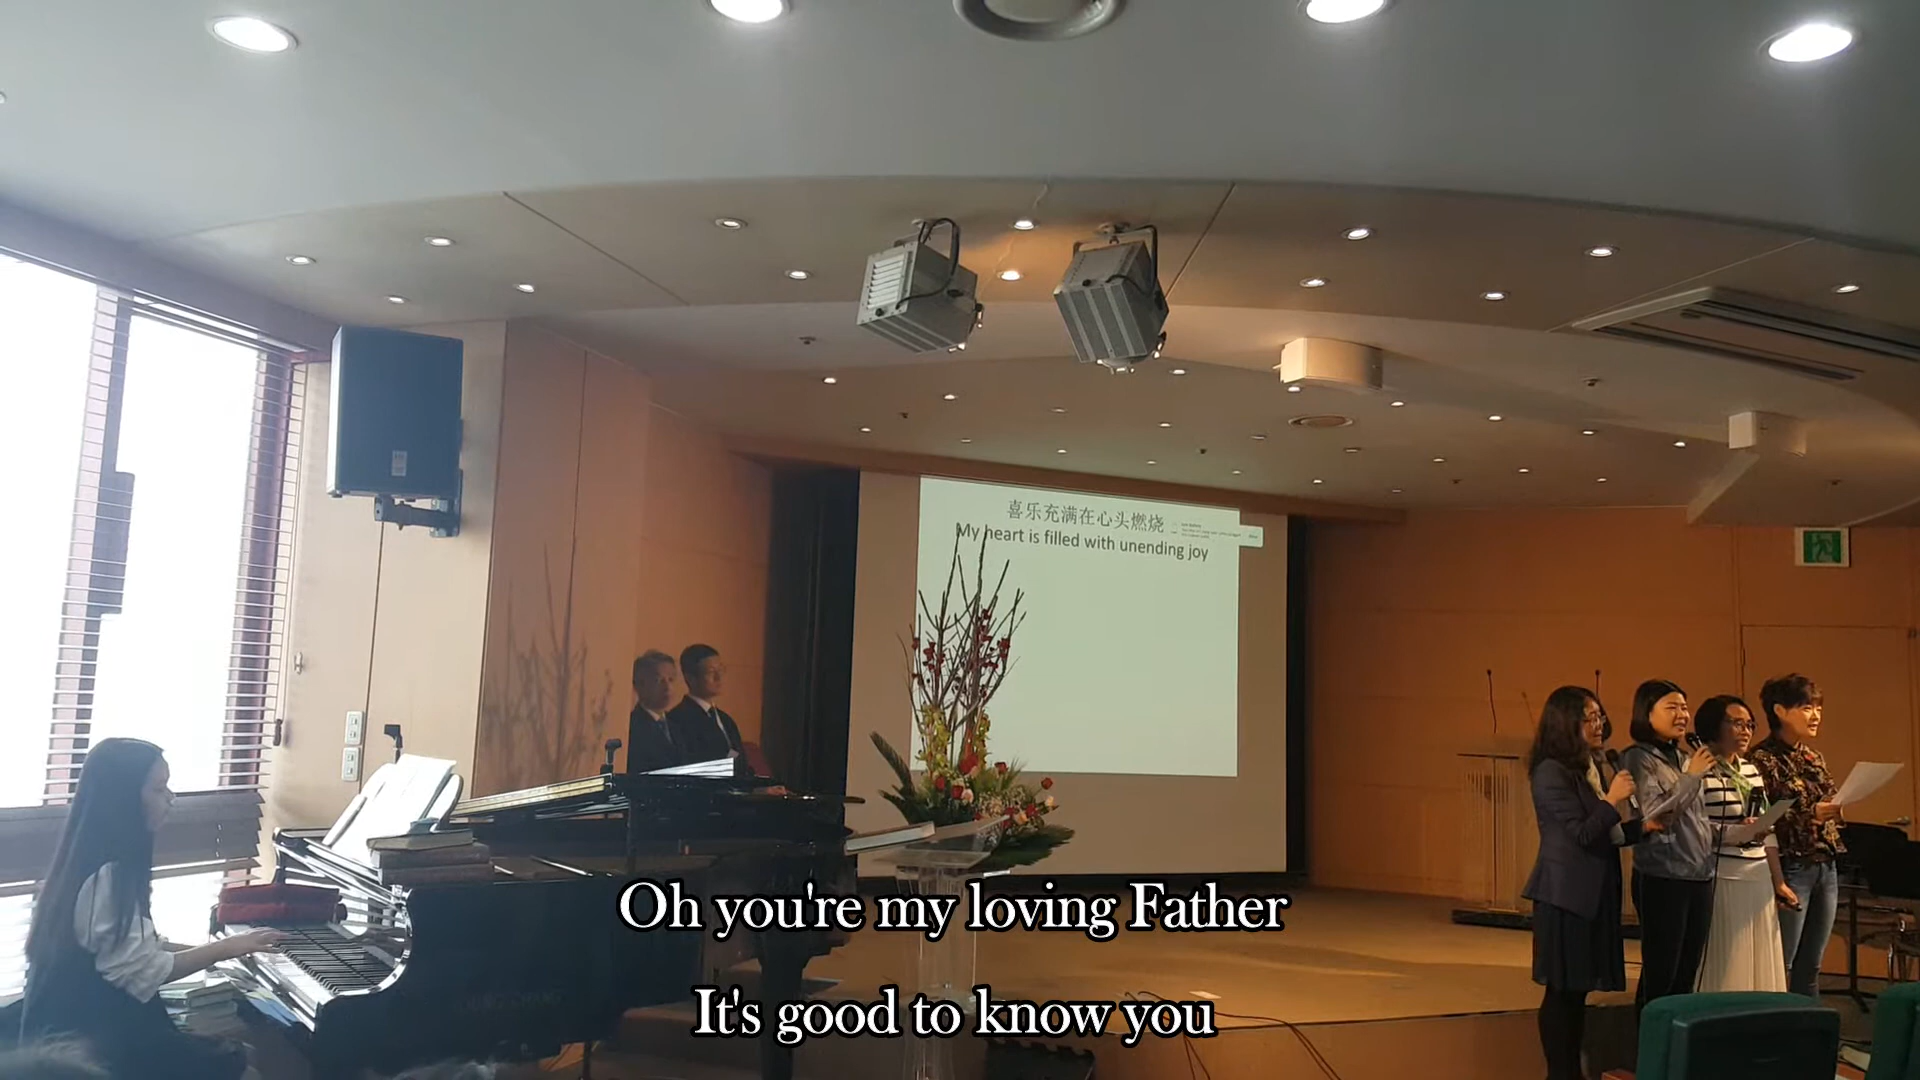 喜乐充满在心头燃烧
My heart is filled with unending joy
Oh you're my loving Father
It's good to know you